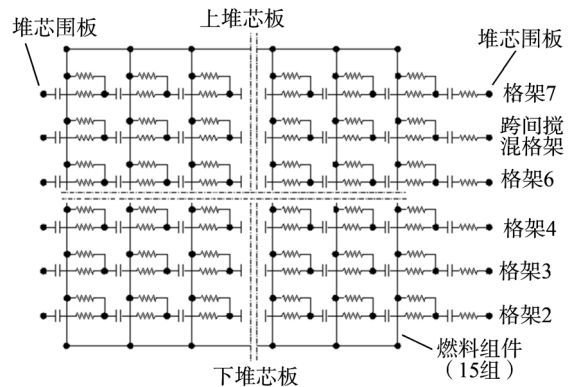 上堆芯板
堆芯围板
堆芯围板
格架7
跨间搅
混格架
格架6
格架4
格架3
格架2
燃料组件
（15组）
下堆芯板